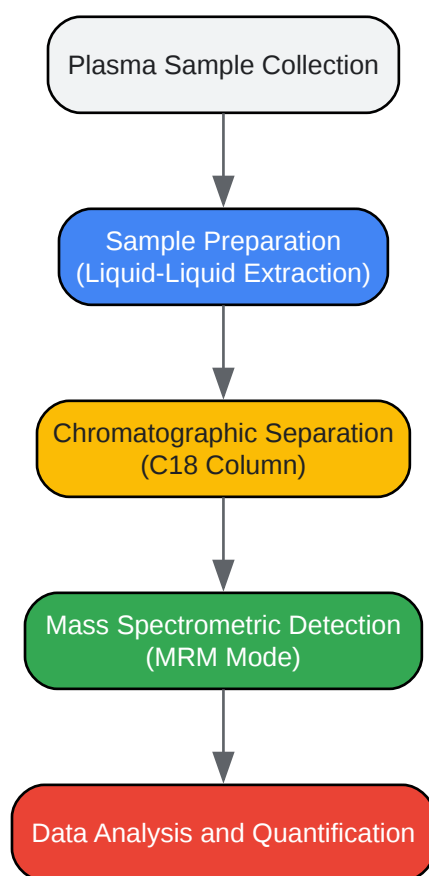 Plasma Sample Collection
Sample Preparation
(Liquid-Liquid Extraction)
Chromatographic Separation
(C18 Column)
Mass Spectrometric Detection
(MRM Mode)
Data Analysis and Quantification